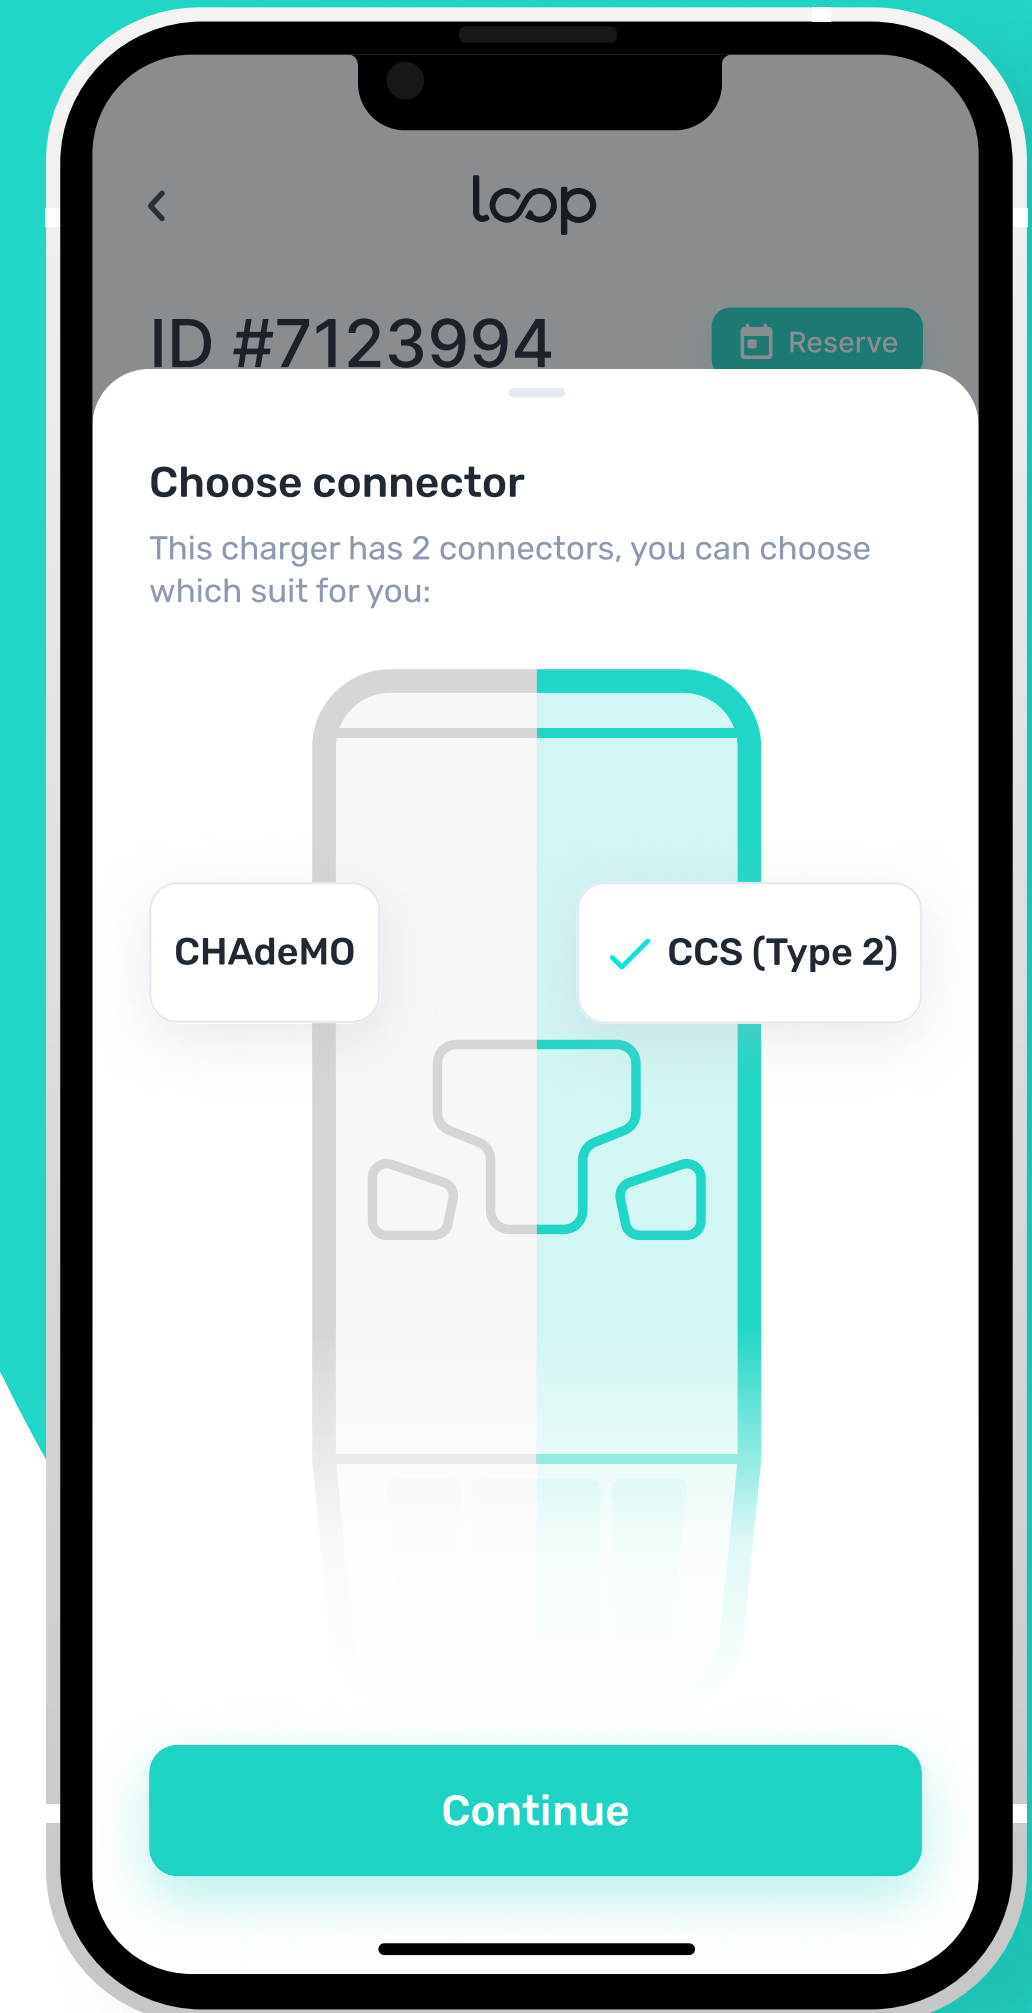 loop
ID #7123994
Reserve
Choose connector
This charger has 2 connectors, you can choose
which suit for you:
CHAdeMO
CCS (Type 2)
Continue